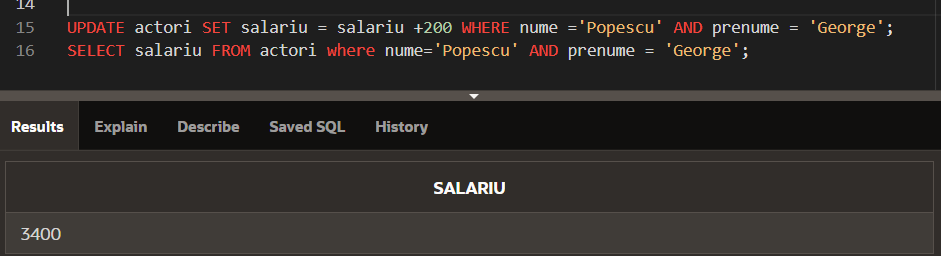 14
15 UPDATE actori SET salariu = salariu +200 WHERE nume ='Popescu' AND prenume = 'George';
16 SELECT salariu FROM actori where nume='Popescu' AND prenume = 'George';
Results Explain Describe Saved SQL History
SALARIU
3400